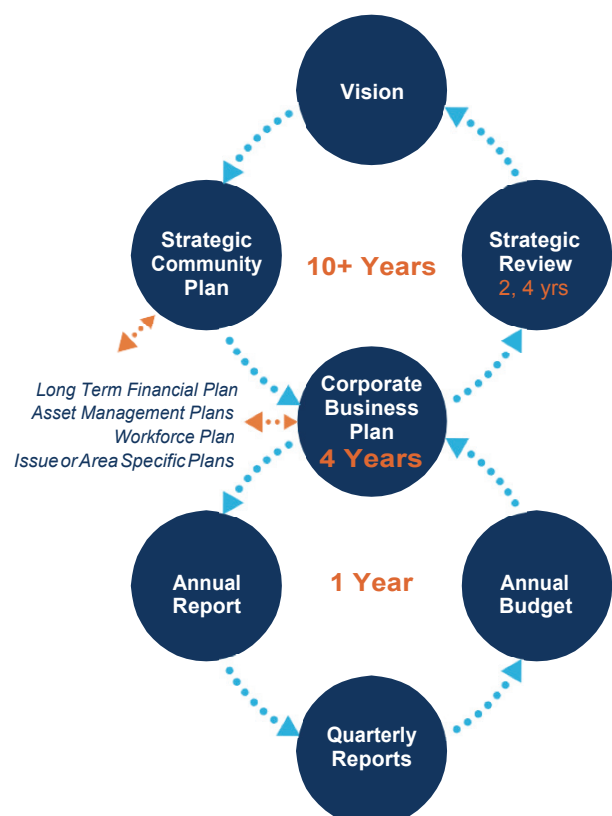 Vision
Strategic
Community
Plan
10+ Years
Strategic
Review
2, 4 yrs
Long Term Financial Plan
Asset Management Plans
Workforce Plan
Issue or Area Specific Plans
Corporate
Business
Plan
4 Years
Annual
Report
1 Year
Annual
Budget
Quarterly
Reports